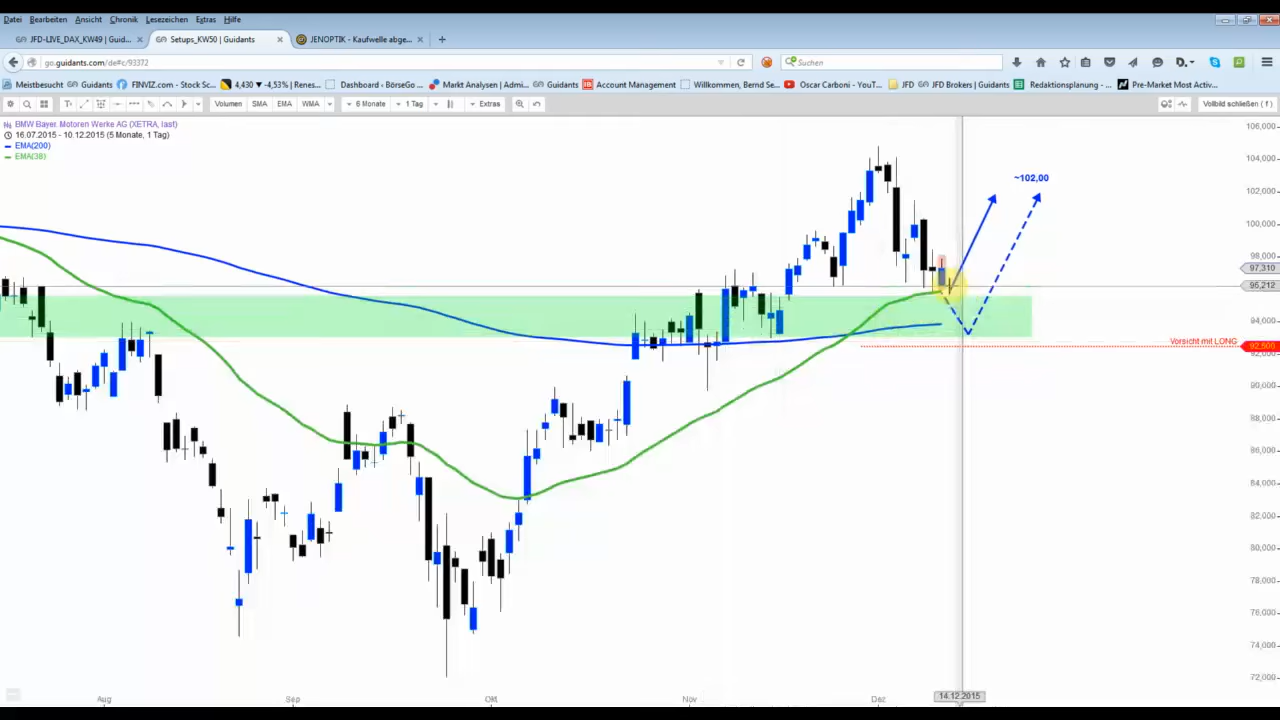 Datei Bearbeiten Ansicht Chronik Lesezeichen Extras Hilfe
JFD-LIVE_DAX_KW49 | Guid... × Setups_KW50 | Guidants × JENOPTIK - Kaufwelle abge... × +
go.guidants.com/de#c/93372 Suchen
Meistbesucht Guidants FINVIZ.com - Stock Sc... 4,430 ▼ -4,53% | Renes... Dashboard - BörseGo ... Markt Analysen | Admi... Guidants Account Management Willkommen, Bernd Se... Oscar Carboni - YouT... JFD JFD Brokers | Guidants Redaktionsplanung - ... Pre-Market Most Activ...
Volumen SMA EMA WMA 6 Monate 1 Tag Extras Vollbild schließen ( f )
BMW Bayer. Motoren Werke AG (XETRA, last)
16.07.2015 - 10.12.2015 (5 Monate, 1 Tag)
EMA(200)
EMA(38)
106,000
104,000
~102,00
102,000
100,000
98,000
97,310
94,000
Vorsicht mit LONG
92,500
90,000
88,000
86,000
84,000
82,000
80,000
78,000
76,000
74,000
72,000
Aug Sep Okt Nov Dez 14.12.2015